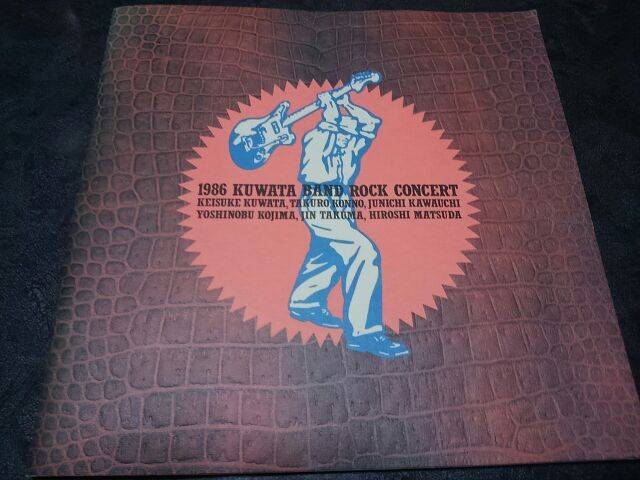 1986 KUWATA BAND ROCK CONCERT
KEISUKE KUWATA, TAKURO KONNO, JUNICHI KAWAUCHI
YOSHINOBU KOJIMA, JIN TAKUMA, HIROSHI MATSUDA